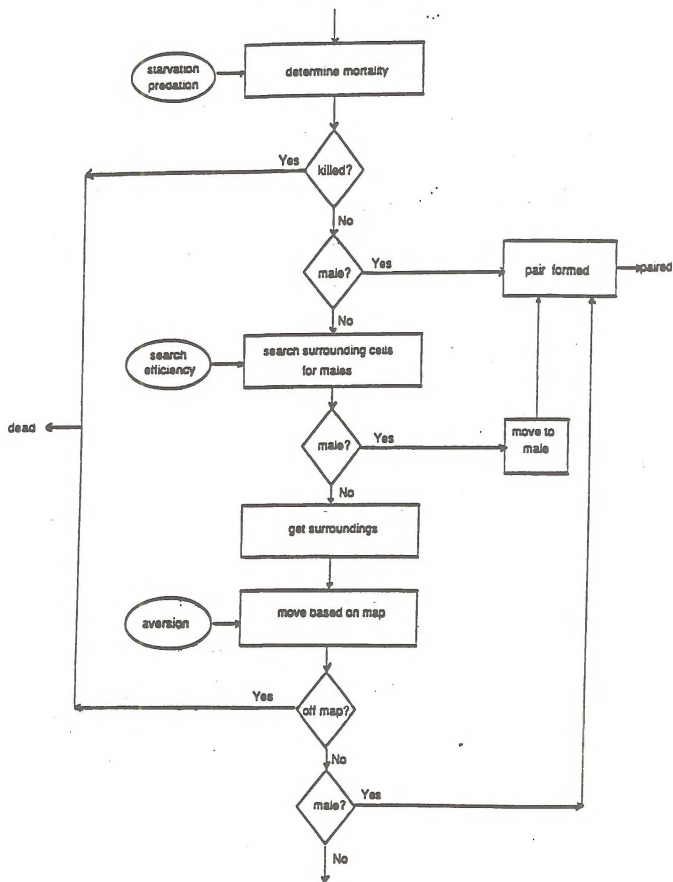 starvation
predation
determine mortality
Yes
killed?
No
male?
Yes
pair formed
paired
No
search
efficiency
search surrounding cells
for males
dead
male?
Yes
move to
male
No
get surroundings
aversion
move based on map
Yes
off map?
No
male?
Yes
No